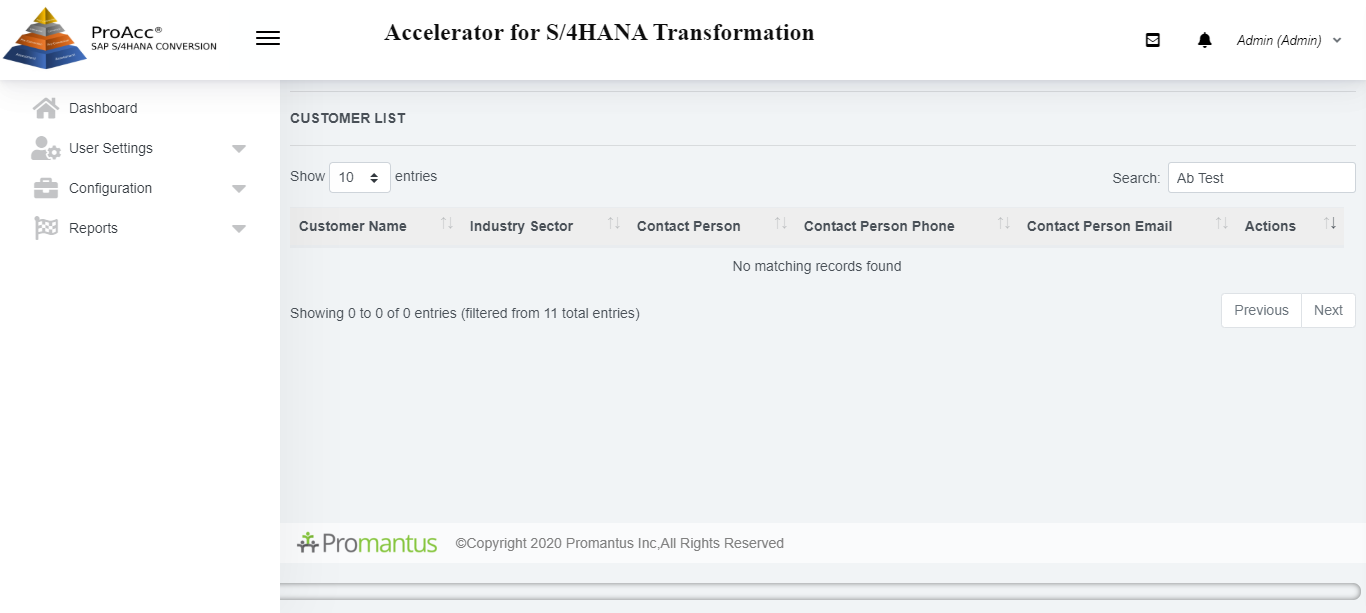 ProAcc®
SAP S/4HANA CONVERSION
Accelerator for S/4HANA Transformation
Admin (Admin)
Dashboard
User Settings
Configuration
Reports
CUSTOMER LIST
Show 10 entries
Search: Ab Test
Customer Name Industry Sector Contact Person Contact Person Phone Contact Person Email Actions
No matching records found
Showing 0 to 0 of 0 entries (filtered from 11 total entries)
Previous Next
Promantus ©Copyright 2020 Promantus Inc,All Rights Reserved